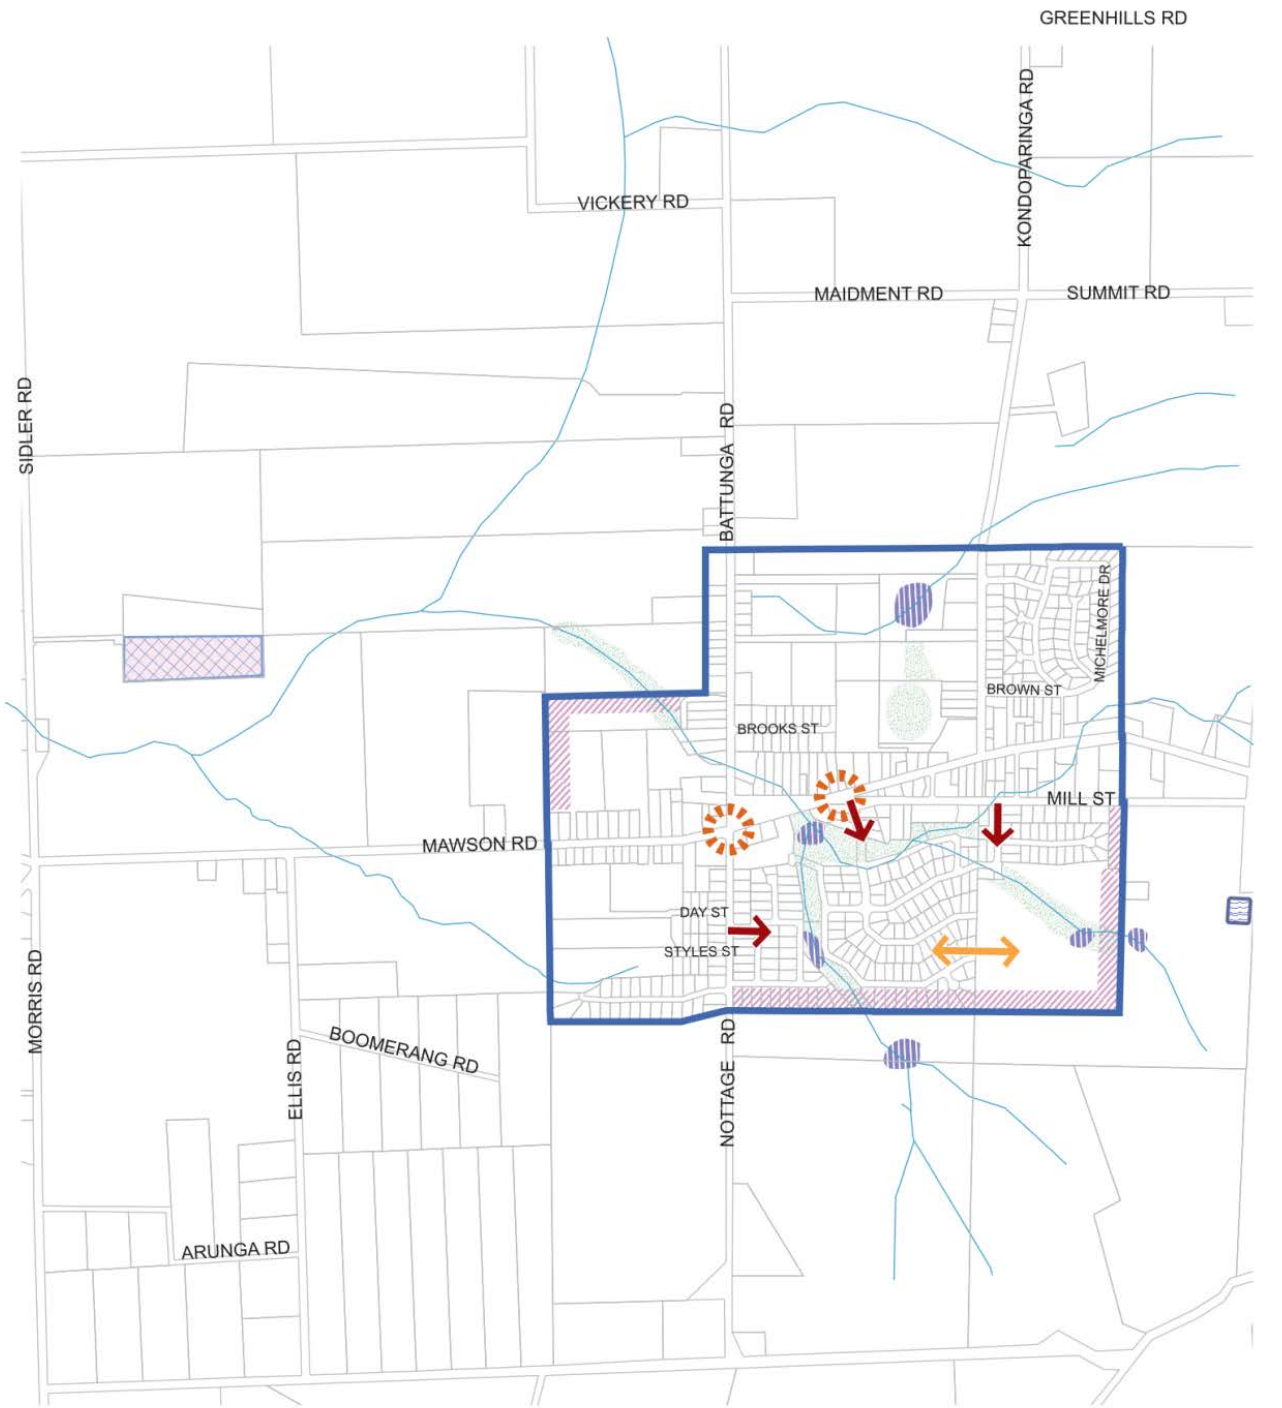 GREENHILLS RD
KONDOPARINGA RD
VICKERY RD
MAIDMENT RD
SUMMIT RD
SIDLER RD
BATTUNGA RD
MICHELMORE DR
BROWN ST
BROOKS ST
MILL ST
MAWSON RD
DAY ST
STYLES ST
MORRIS RD
ELLIS RD
BOOMERANG RD
NOTTAGE RD
ARUNGA RD